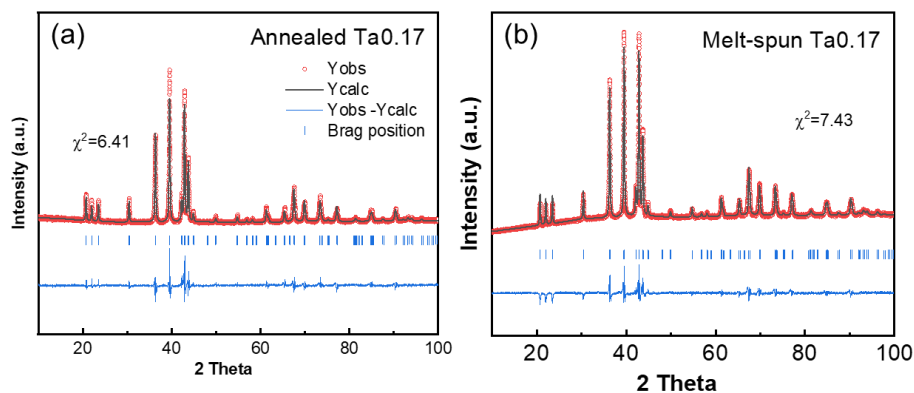 (a)
Annealed Ta0.17
Yobs
Ycalc
Yobs -Ycalc
Brag position
χ²=6.41
Intensity (a.u.)
20 40 60 80 100
2 Theta
(b)
Melt-spun Ta0.17
χ²=7.43
Intensity (a.u.)
20 40 60 80 100
2 Theta